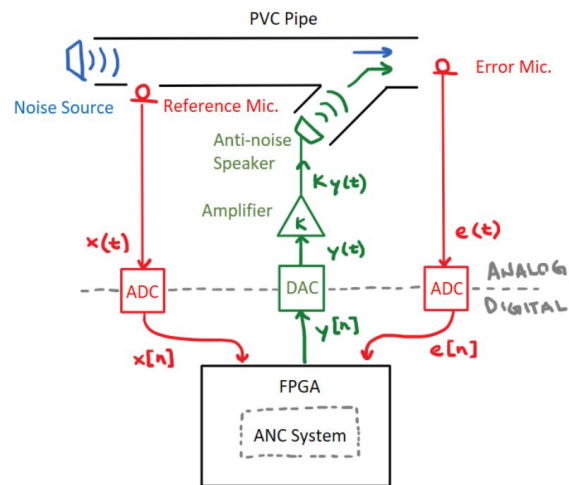 PVC Pipe
Noise Source
Reference Mic.
Error Mic.
Anti-noise
Speaker
Ky(t)
Amplifier
K
x(t)
y(t)
e(t)
ANALOG
ADC
DAC
ADC
DIGITAL
x[n]
y[n]
e[n]
FPGA
ANC System